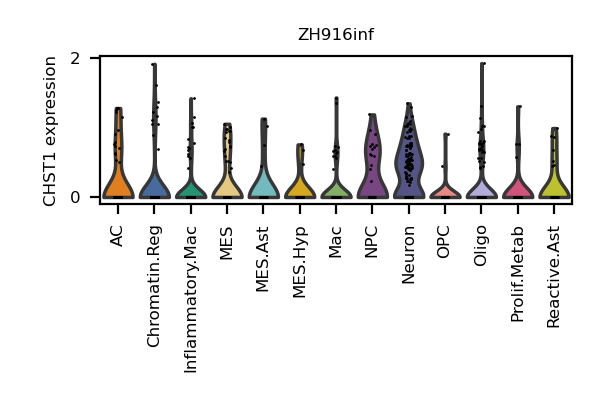 ZH916inf
CHST1 expression
2
0
AC
Chromatin.Reg
Inflammatory.Mac
MES
MES.Ast
MES.Hyp
Mac
NPC
Neuron
OPC
Oligo
Prolif.Metab
Reactive.Ast